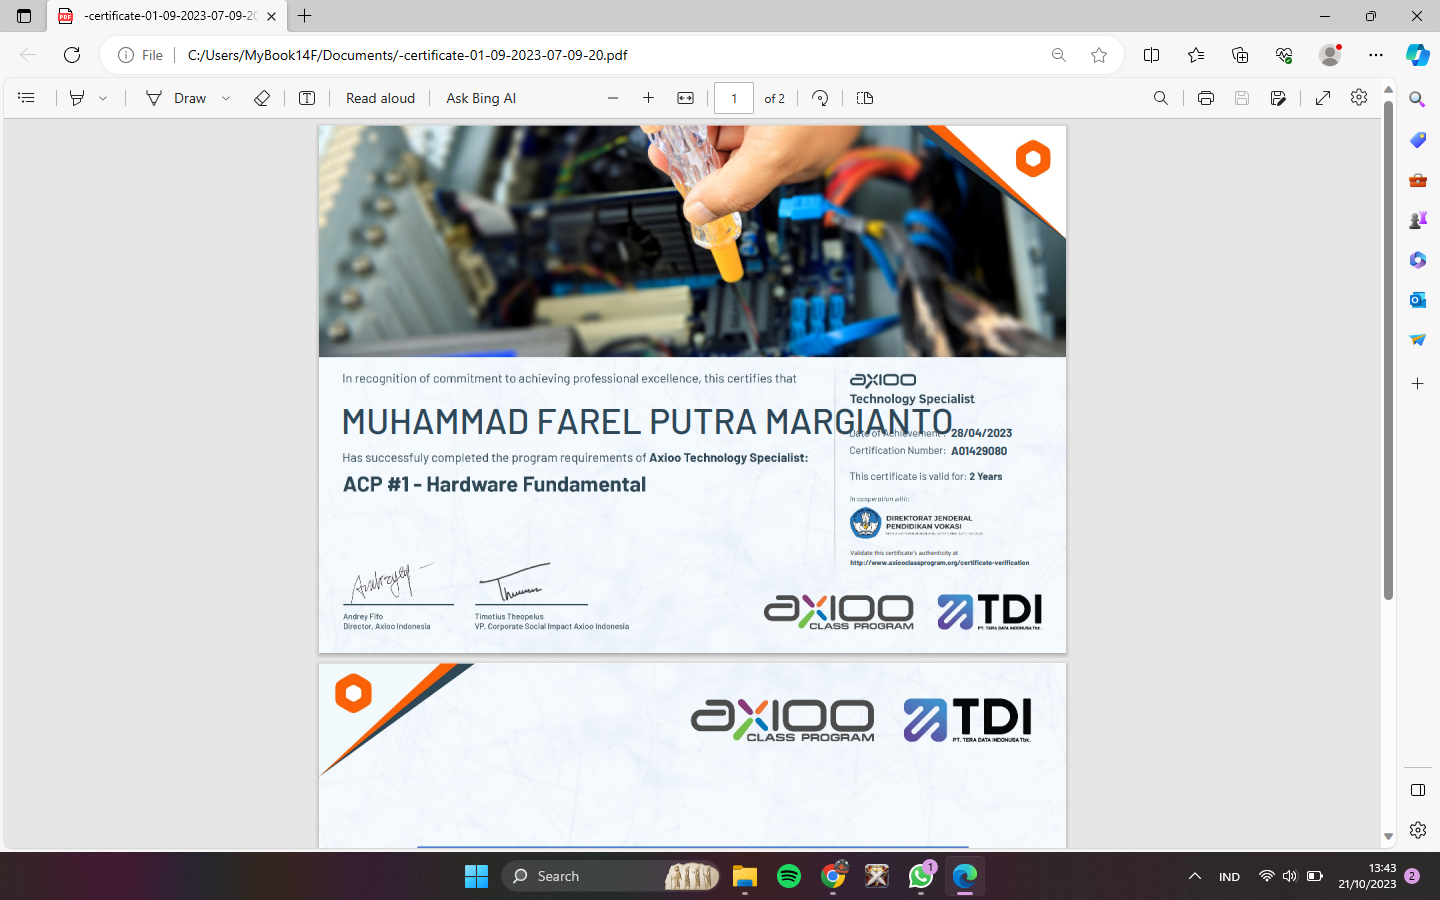 -certificate-01-09-2023-07-09-20
File
C:/Users/MyBook14F/Documents/-certificate-01-09-2023-07-09-20.pdf
Draw
Read aloud
Ask Bing AI
1
of 2
In recognition of commitment to achieving professional excellence, this certifies that
MUHAMMAD FAREL PUTRA MARGIANTO
Has successfuly completed the program requirements of Axioo Technology Specialist:
ACP #1 - Hardware Fundamental
AXIOO
Technology Specialist
Date of Achievement : 28/04/2023
Certification Number: A01429080
This certificate is valid for: 2 Years
In cooperation with:
DIREKTORAT JENDERAL
PENDIDIKAN VOKASI
Validate this certificate's authenticity at
http://www.axiooclassprogram.org/certificate-verification
Andrey Fifo
Director, Axioo Indonesia
Timotius Theopelus
VP. Corporate Social Impact Axioo Indonesia
AXIOO
CLASS PROGRAM
TDI
PT. TERA DATA INDONUSA Tbk.
AXIOO
CLASS PROGRAM
TDI
PT. TERA DATA INDONUSA Tbk.
Search
1
IND
13:43
21/10/2023
2